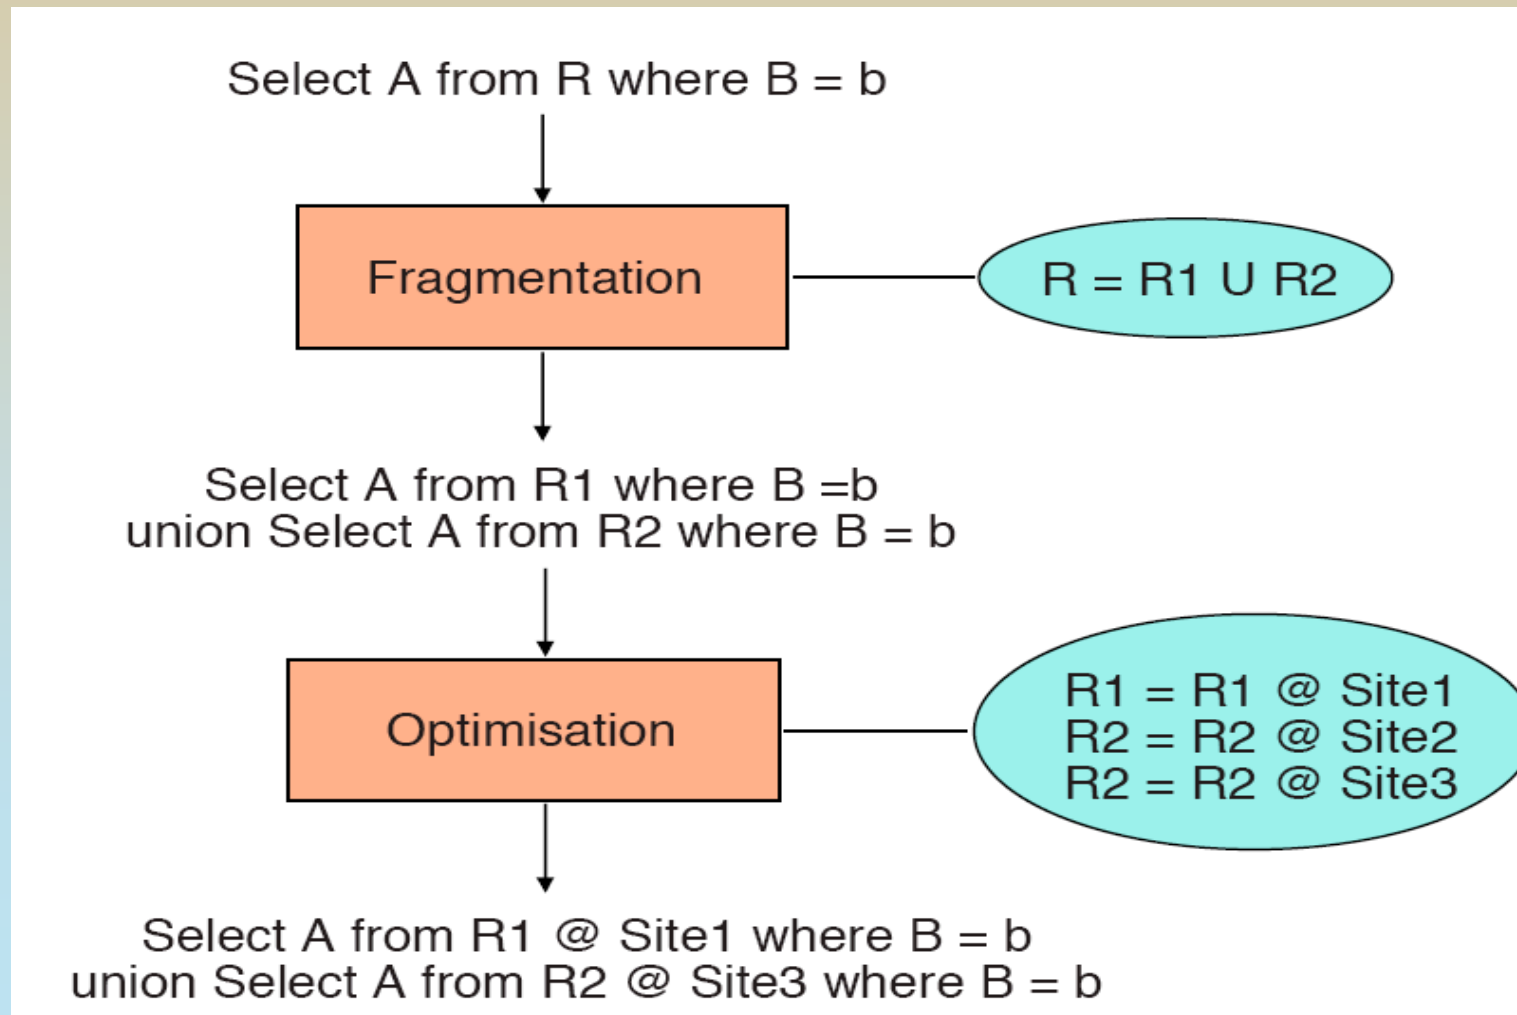 Select A from R where B = b
Fragmentation
R = R1 U R2
Select A from R1 where B =b
union Select A from R2 where B = b
Optimisation
R1 = R1 @ Site1
R2 = R2 @ Site2
R2 = R2 @ Site3
Select A from R1 @ Site1 where B = b
union Select A from R2 @ Site3 where B = b